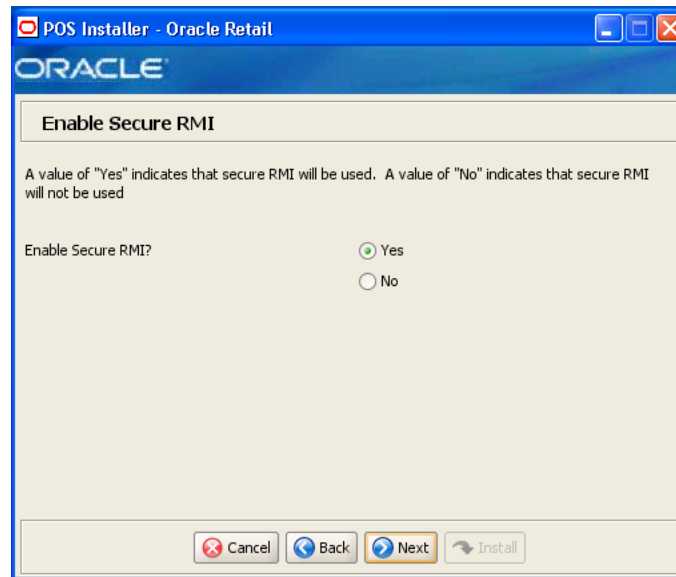 POS Installer - Oracle Retail
ORACLE
Enable Secure RMI
A value of "Yes" indicates that secure RMI will be used. A value of "No" indicates that secure RMI
will not be used
Enable Secure RMI?
Yes
No
Cancel
Back
Next
Install